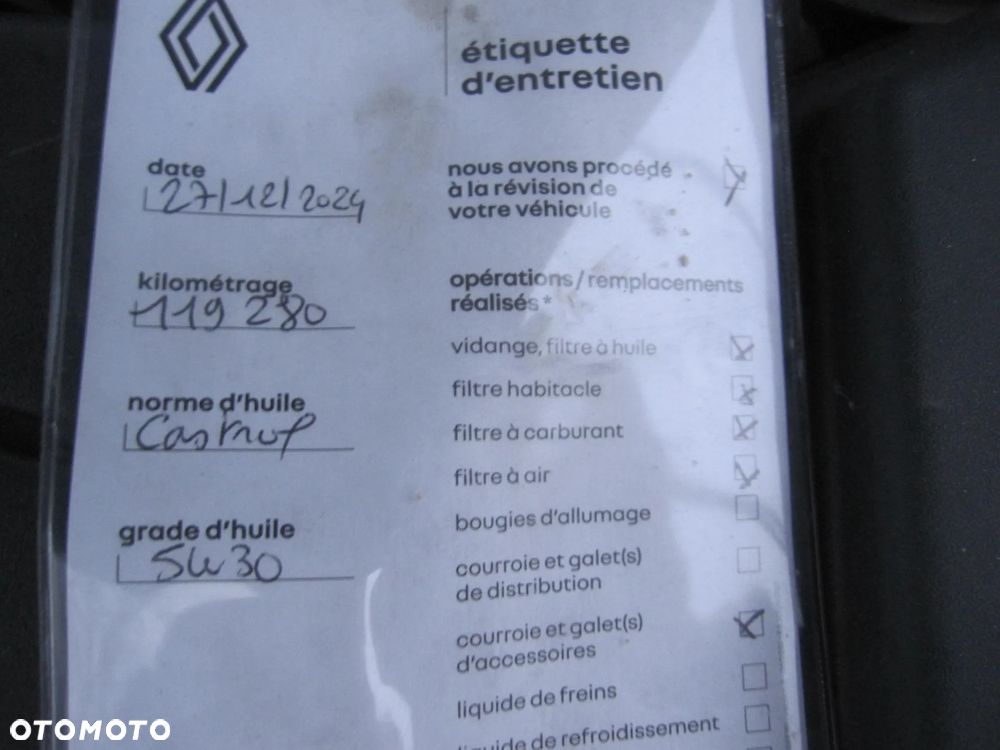 étiquette
d'entretien
date
27/12/2024
kilométrage
119 280
norme d'huile
Castrol
grade d'huile
5W30
nous avons procédé
à la révision de
votre véhicule
opérations/remplacements
réalisés*
vidange, filtre à huile
filtre habitacle
filtre à carburant
filtre à air
bougies d'allumage
courroie et galet(s)
de distribution
courroie et galet(s)
d'accessoires
liquide de freins
liquide de refroidissement
OTOMOTO